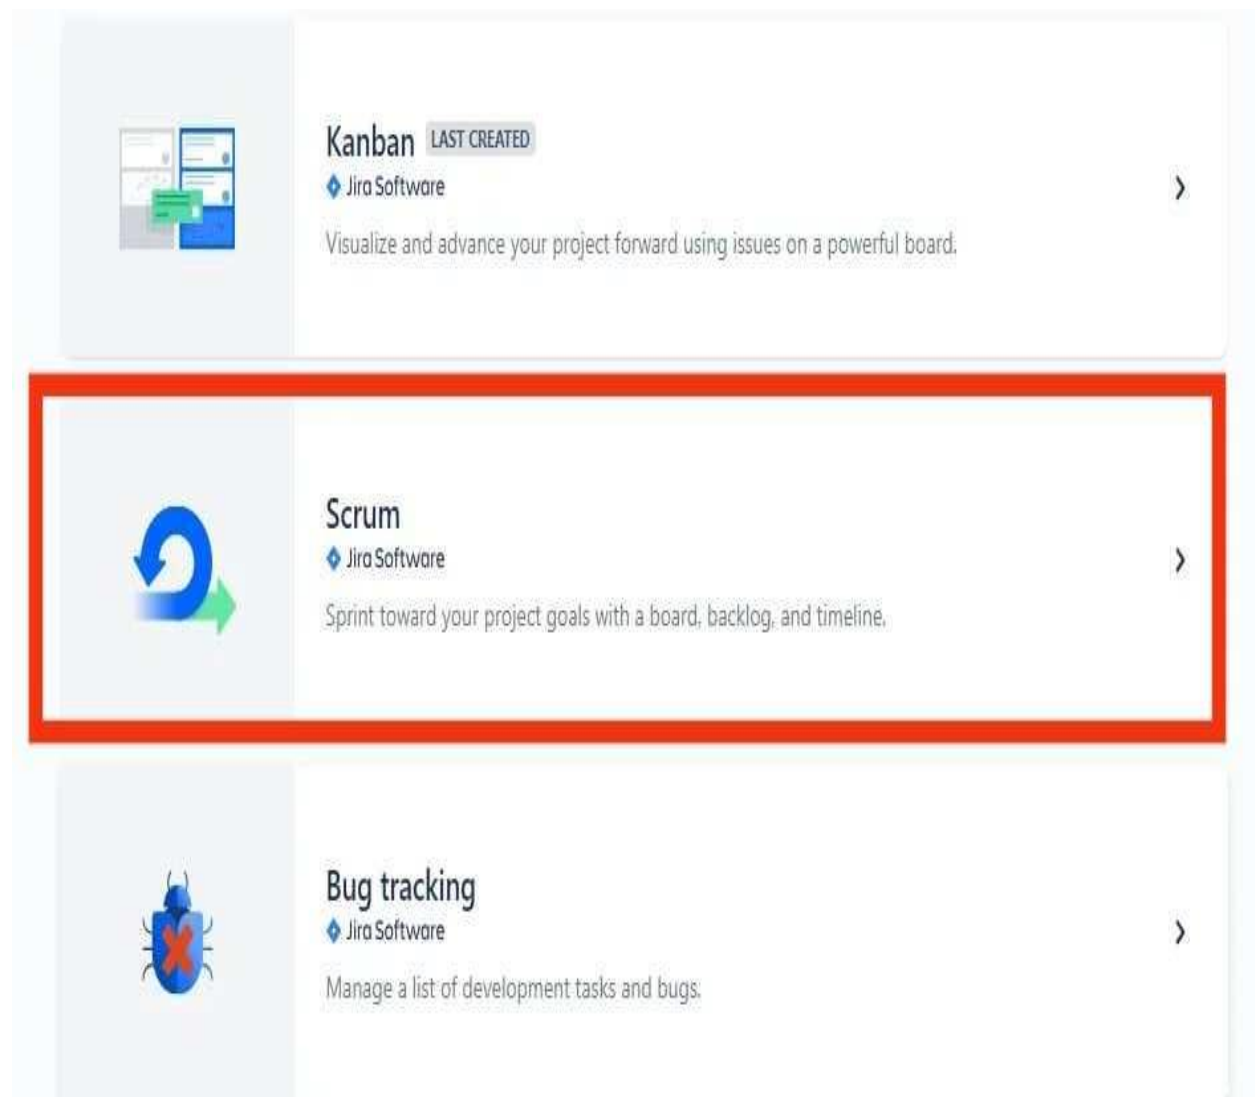 Kanban LAST CREATED
Jira Software
Visualize and advance your project forward using issues on a powerful board.
Scrum
Jira Software
Sprint toward your project goals with a board, backlog, and timeline.
Bug tracking
Jira Software
Manage a list of development tasks and bugs.